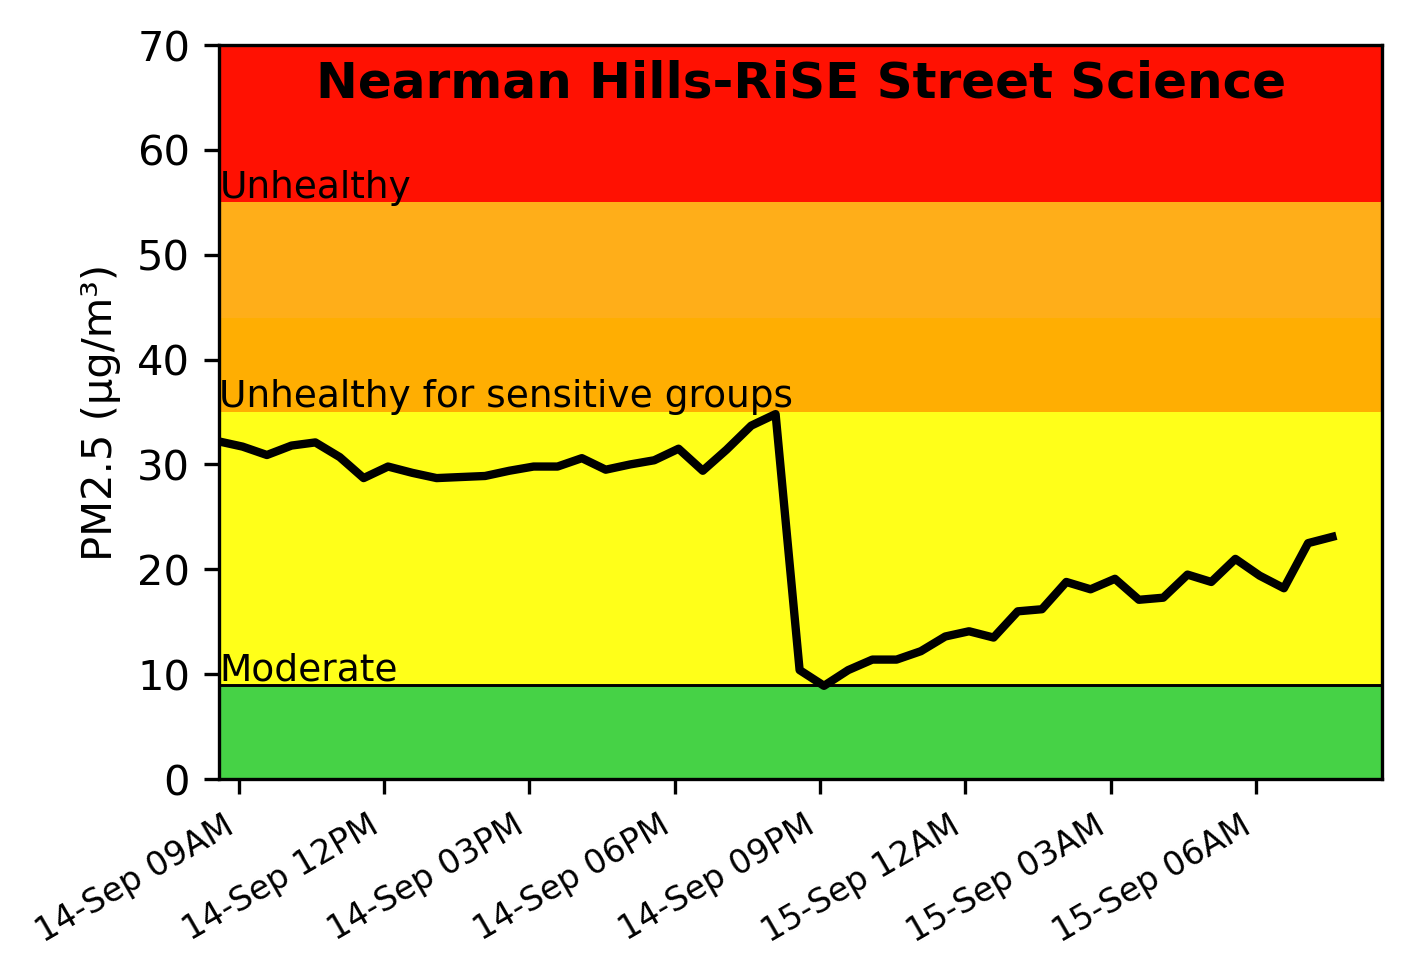 Nearman Hills-RiSE Street Science
70
60
50
40
30
20
10
0
PM2.5 (µg/m³)
Unhealthy
Unhealthy for sensitive groups
Moderate
14-Sep 09AM
14-Sep 12PM
14-Sep 03PM
14-Sep 06PM
14-Sep 09PM
15-Sep 12AM
15-Sep 03AM
15-Sep 06AM